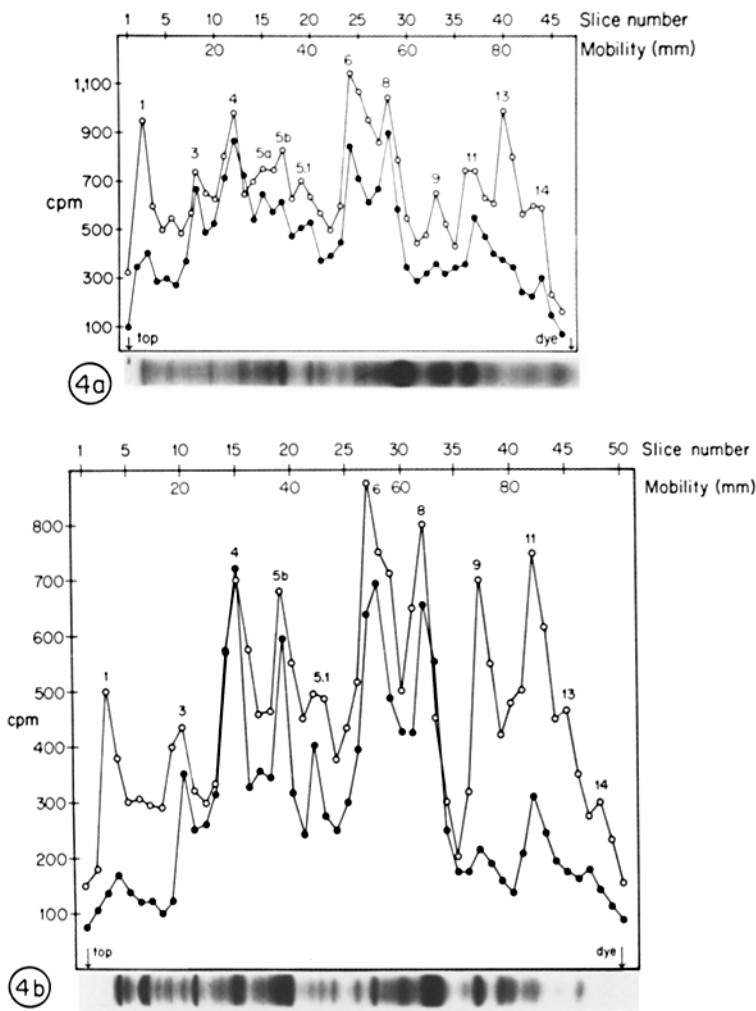 1 5 10 15 20 25 30 35 40 45 Slice number
20 40 60 80 Mobility (mm)
1,100
900
700
cpm
500
300
100
1 3 4 5a 5b 5.1 6 8 9 11 13 14
top dye
4a
1 5 10 15 20 25 30 35 40 45 50 Slice number
20 40 60 80 Mobility (mm)
800
700
600
500
cpm
400
300
200
100
1 3 4 5b 5.1 6 8 9 11 13 14
top dye
4b